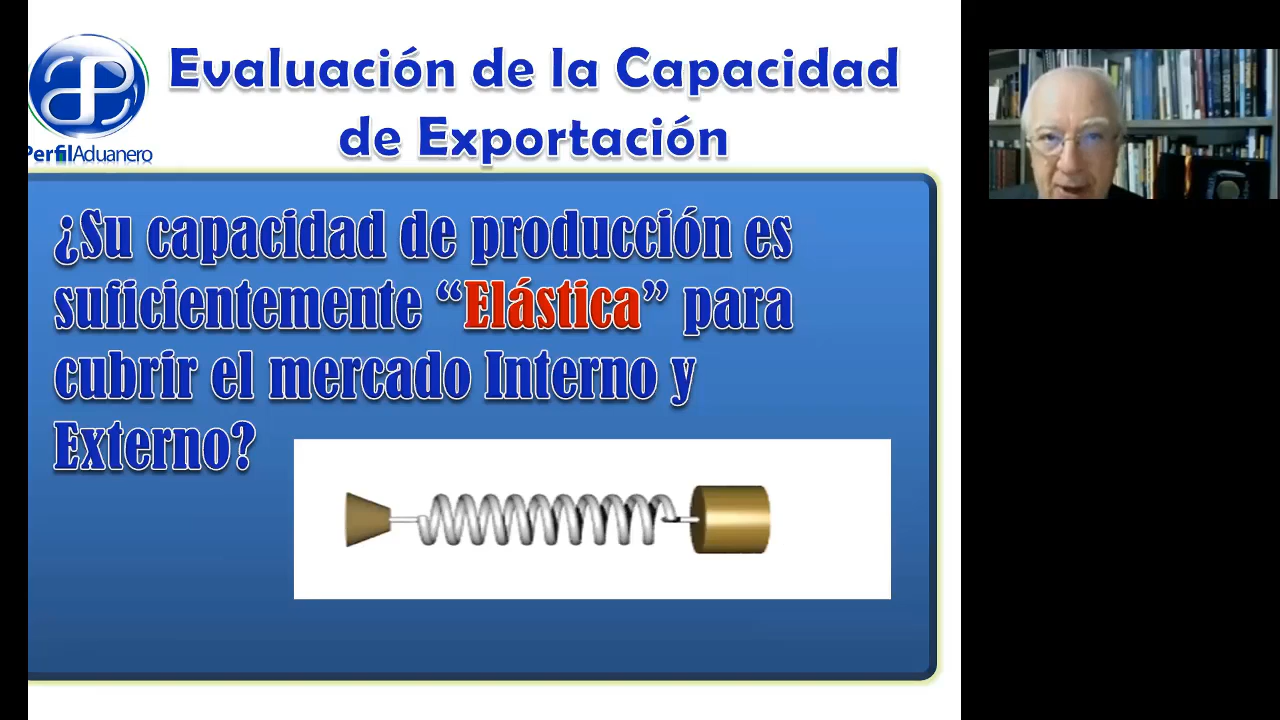 Evaluación de la Capacidad
de Exportación
PerfilAduanero
¿Su capacidad de producción es
suficientemente “Elástica” para
cubrir el mercado Interno y
Externo?